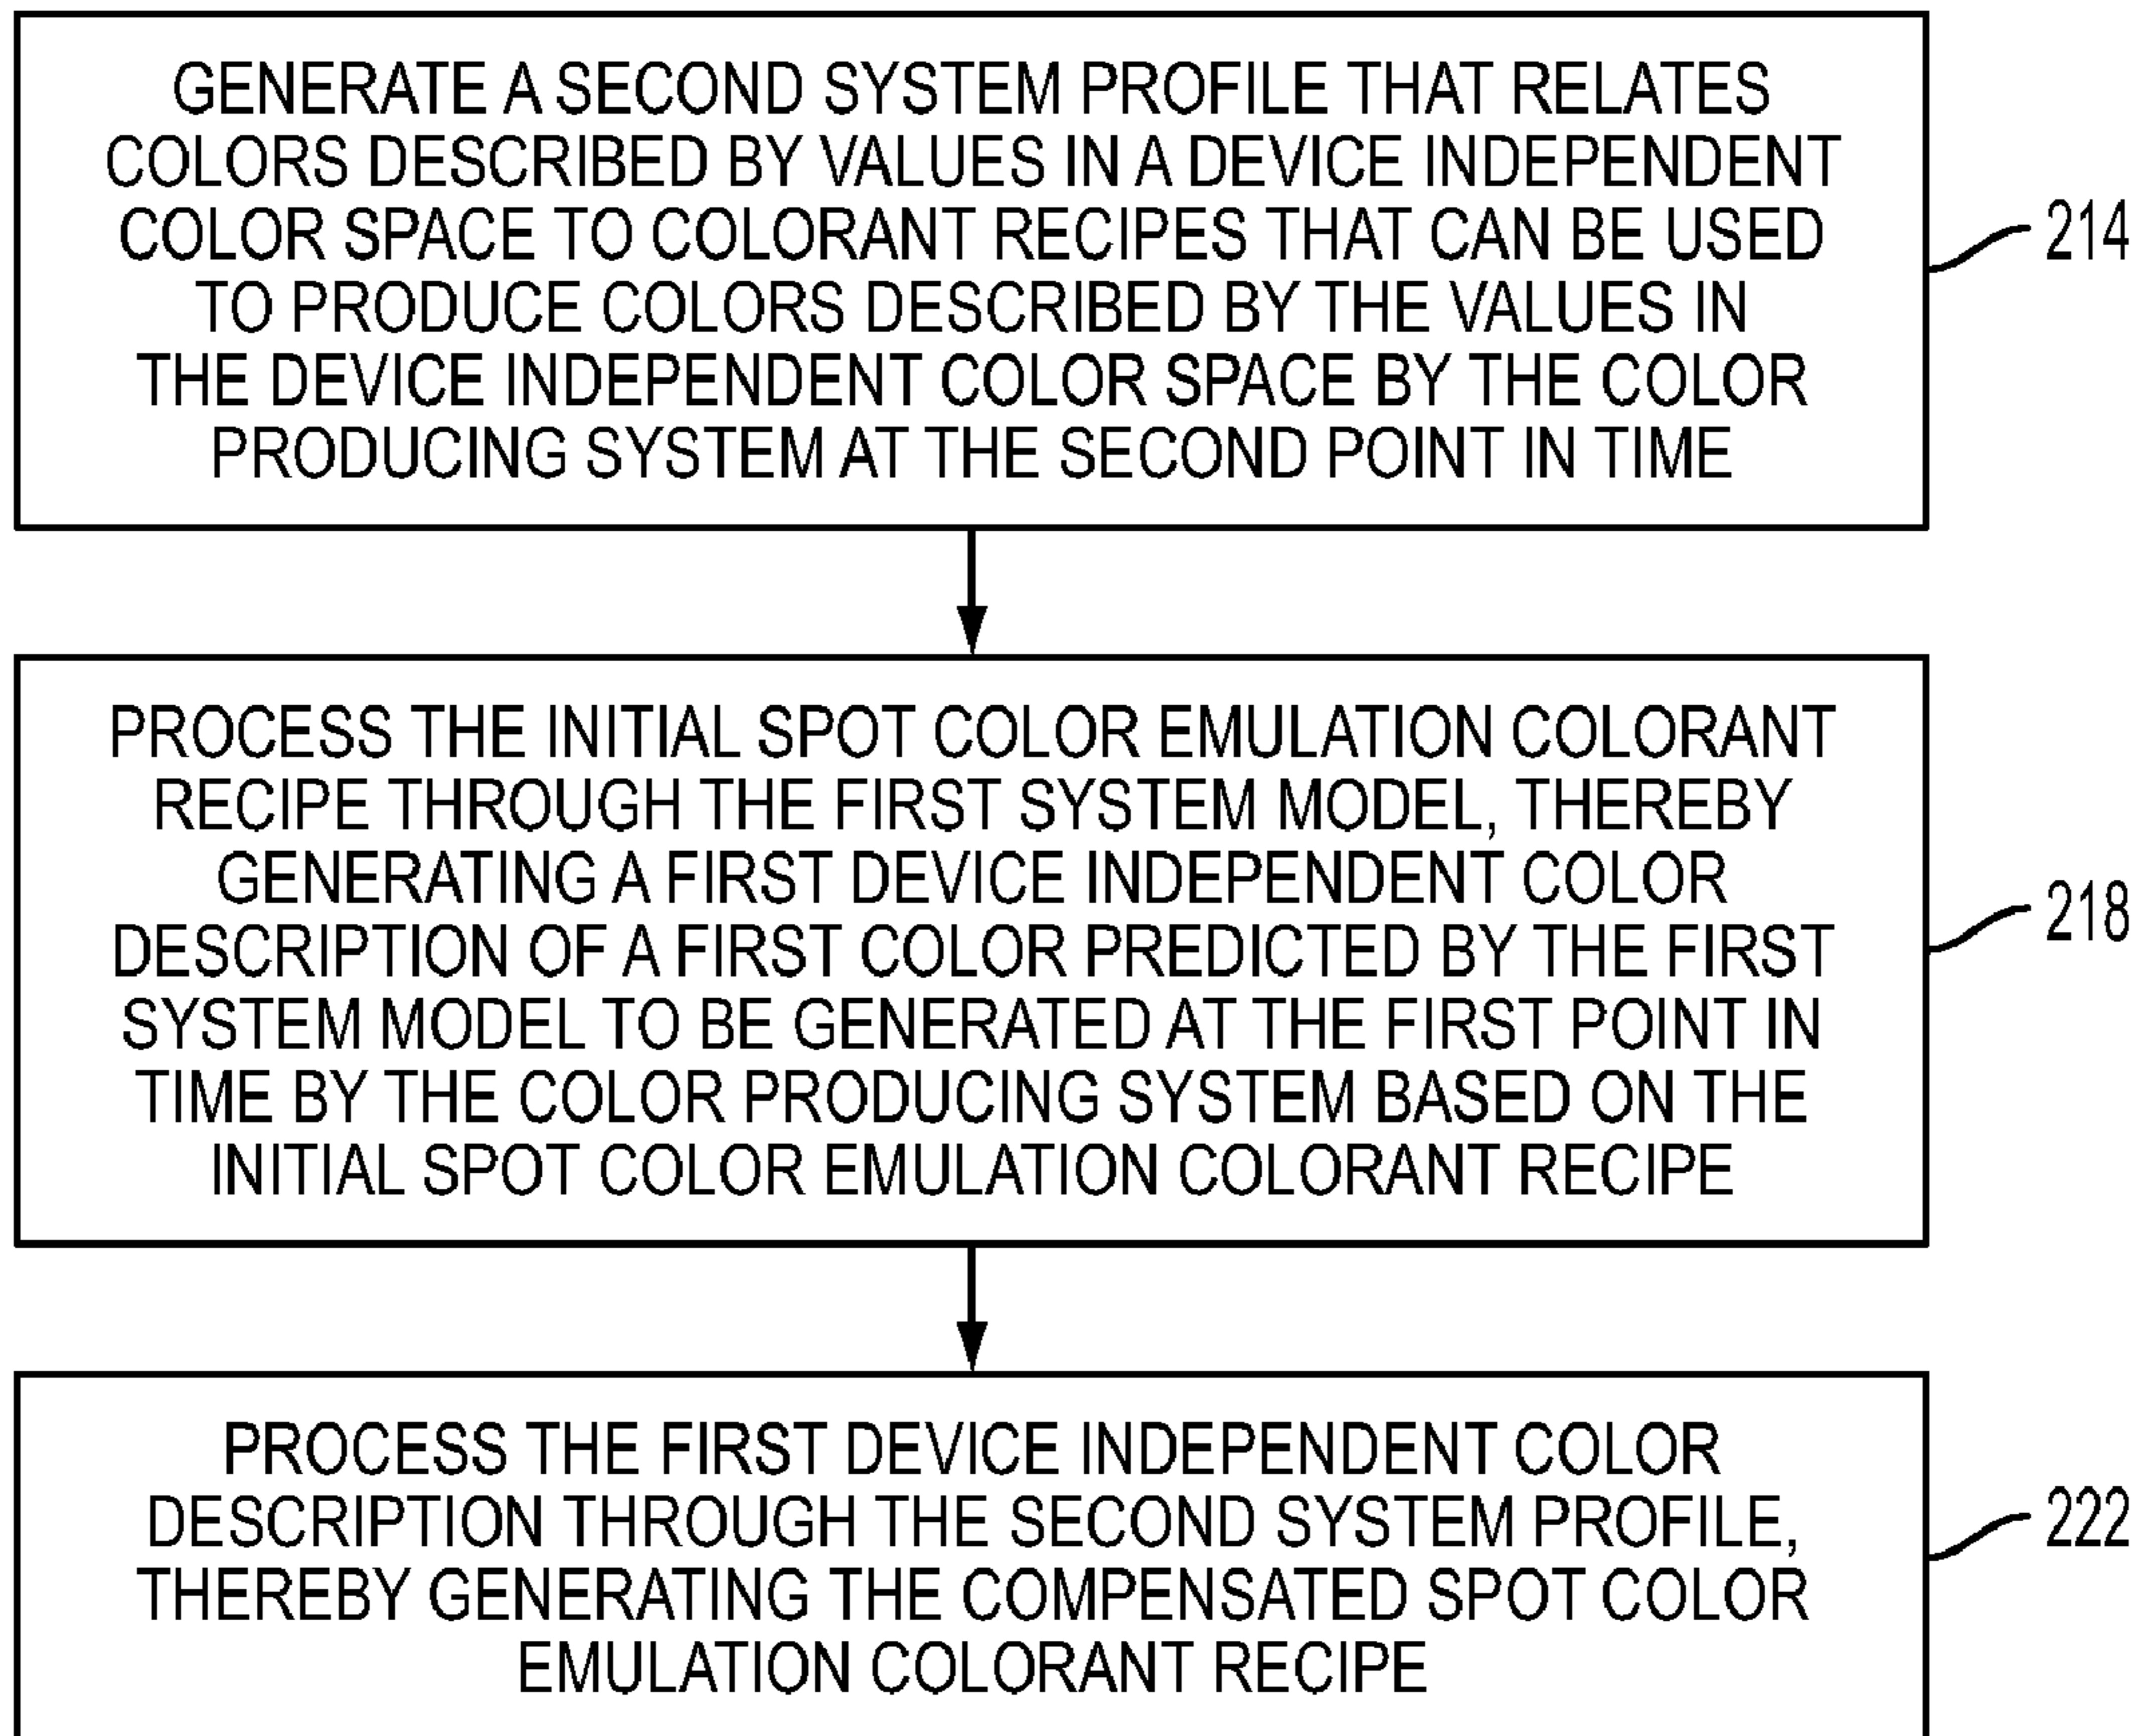 GENERATE A SECOND SYSTEM PROFILE THAT RELATES
COLORS DESCRIBED BY VALUES IN A DEVICE INDEPENDENT
COLOR SPACE TO COLORANT RECIPES THAT CAN BE USED
TO PRODUCE COLORS DESCRIBED BY THE VALUES IN
THE DEVICE INDEPENDENT COLOR SPACE BY THE COLOR
PRODUCING SYSTEM AT THE SECOND POINT IN TIME
214
PROCESS THE INITIAL SPOT COLOR EMULATION COLORANT
RECIPE THROUGH THE FIRST SYSTEM MODEL, THEREBY
GENERATING A FIRST DEVICE INDEPENDENT COLOR
DESCRIPTION OF A FIRST COLOR PREDICTED BY THE FIRST
SYSTEM MODEL TO BE GENERATED AT THE FIRST POINT IN
TIME BY THE COLOR PRODUCING SYSTEM BASED ON THE
INITIAL SPOT COLOR EMULATION COLORANT RECIPE
218
PROCESS THE FIRST DEVICE INDEPENDENT COLOR
DESCRIPTION THROUGH THE SECOND SYSTEM PROFILE,
THEREBY GENERATING THE COMPENSATED SPOT COLOR
EMULATION COLORANT RECIPE
222